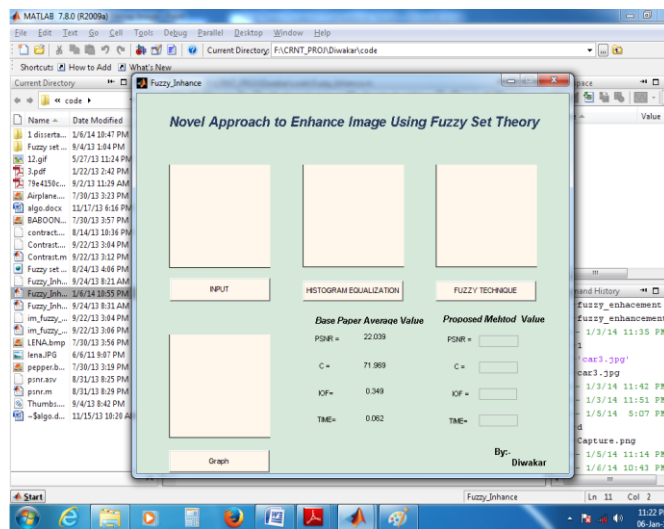 MATLAB 7.8.0 (R2009a)
File Edit Text Go Cell Tools Debug Parallel Desktop Window Help
Current Directory: F:\CRNT_PROJ\Diwakar\code
Shortcuts How to Add What's New
Current Directory
Fuzzy_Inhance
space
« code
Name Date Modified
Value
1 disserta... 1/6/14 10:47 PM
Fuzzy set ... 9/4/13 1:04 PM
12.gif 5/27/13 11:24 PM
3.pdf 1/22/13 2:42 PM
79e4150c... 9/2/13 11:29 AM
Airplane.... 7/30/13 3:23 PM
algo.docx 11/17/13 6:16 PM
BABOON... 7/30/13 3:57 PM
contract.... 8/14/13 10:36 PM
Contrast.... 9/22/13 3:04 PM
Contrast.m 9/22/13 3:12 PM
Fuzzy set ... 8/24/13 4:06 PM
Fuzzy_Inh... 9/24/13 8:21 AM
Fuzzy_Inh... 1/6/14 10:55 PM
Fuzzy_Inh... 9/24/13 8:31 AM
im_fuzzy_... 9/22/13 3:04 PM
im_fuzzy_... 9/22/13 3:06 PM
LENA.bmp 7/30/13 3:56 PM
lena.JPG 6/6/11 9:07 PM
pepper.b... 7/30/13 3:19 PM
psnr.asv 8/31/13 8:25 PM
psnr.m 8/31/13 8:29 PM
Thumbs.... 9/4/13 8:42 PM
~$algo.d... 11/15/13 10:20 A
Novel Approach to Enhance Image Using Fuzzy Set Theory
INPUT
HISTOGRAM EQUALIZATION
FUZZY TECHNIQUE
Base Paper Average Value
Proposed Mehtod Value
PSNR = 22.039 PSNR =
C = 71.969 C =
IOF= 0.349 IOF =
TIME= 0.062 TIME=
Graph
By:-
Diwakar
mand History
fuzzy_enhacement
fuzzy_enhancemen
- 1/3/14 11:35 PM
1
'car3.jpg'
car3.jpg
- 1/3/14 11:42 PM
- 1/3/14 11:51 PM
- 1/5/14 5:07 PM
d
Capture.png
- 1/5/14 11:14 PM
- 1/6/14 10:43 PM
Start
Fuzzy_Inhance
Ln 11 Col 2
11:22 P
06-Jan